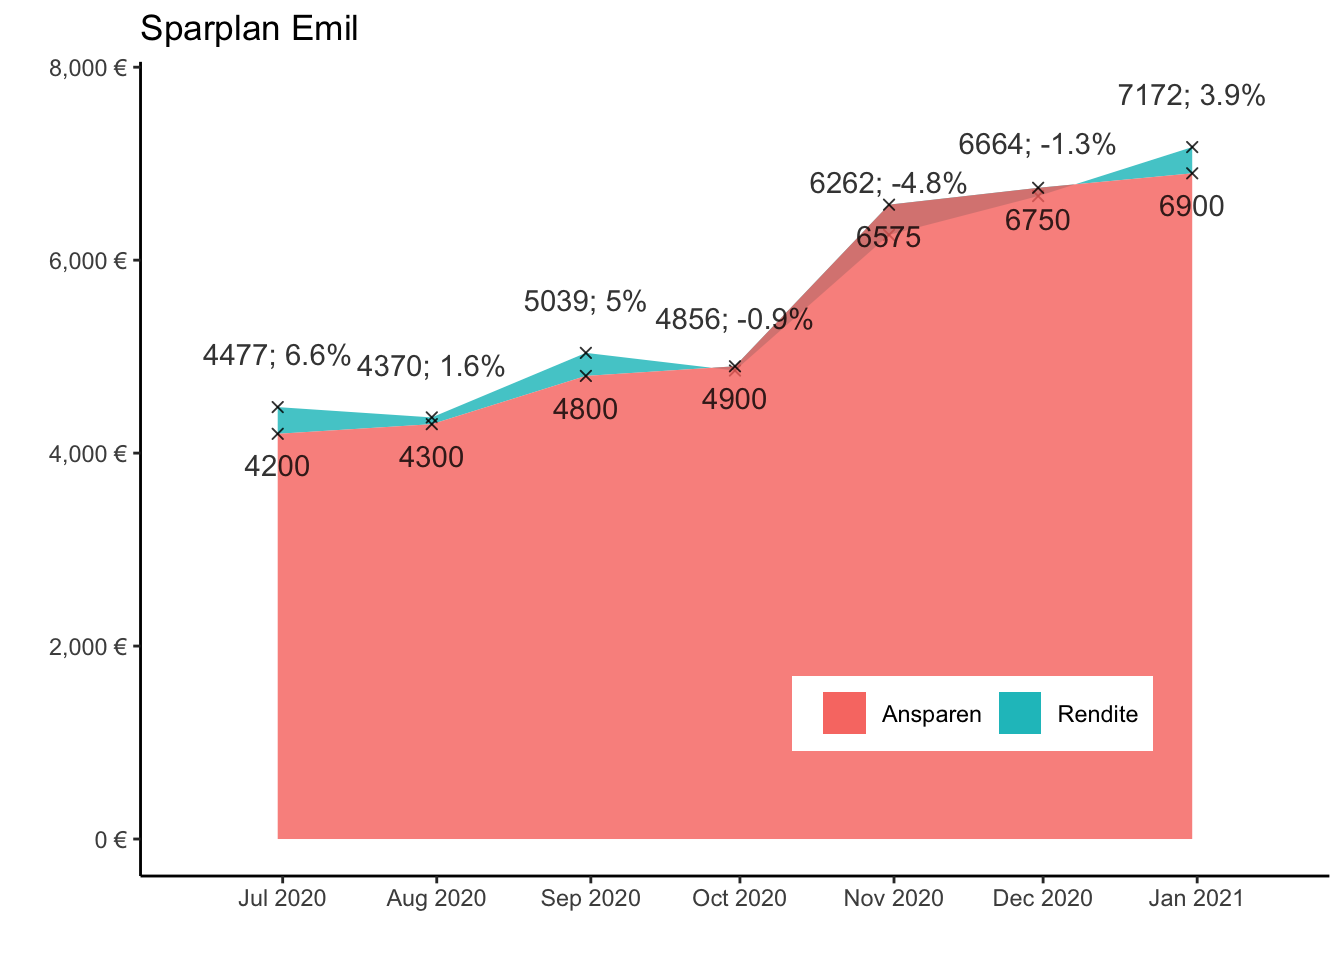 Sparplan Emil
8,000 €
7172; 3.9%
6664; -1.3%
6262; -4.8%
6900
6750
6575
6,000 €
5039; 5%
4856; -0.9%
4477; 6.6%
4370; 1.6%
4900
4800
4,000 €
4300
4200
2,000 €
Ansparen
Rendite
0 €
Jul 2020
Aug 2020
Sep 2020
Oct 2020
Nov 2020
Dec 2020
Jan 2021